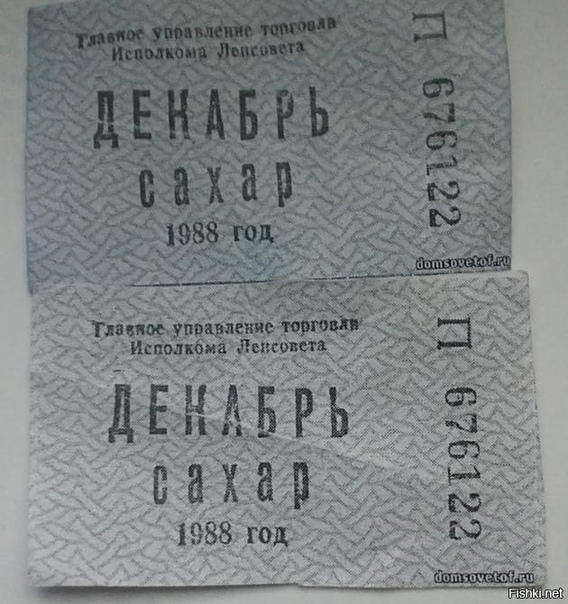 Главное управление торговли
Исполкома Ленсовета
ДЕКАБРЬ
сахар
1988 год
П 676122
domsovetof.ru
Главное управление торговли
Исполкома Ленсовета
ДЕКАБРЬ
сахар
1988 год
П 676122
domsovetof.ru
Fishki.net